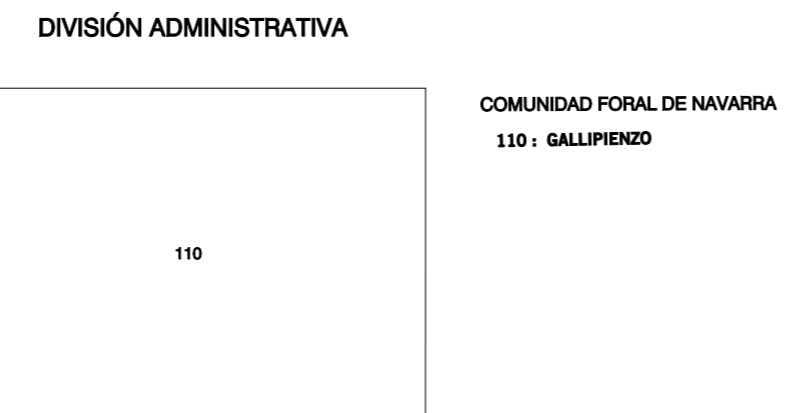 DIVISIÓN ADMINISTRATIVA
110
COMUNIDAD FORAL DE NAVARRA
110 : GALLIPIENZO